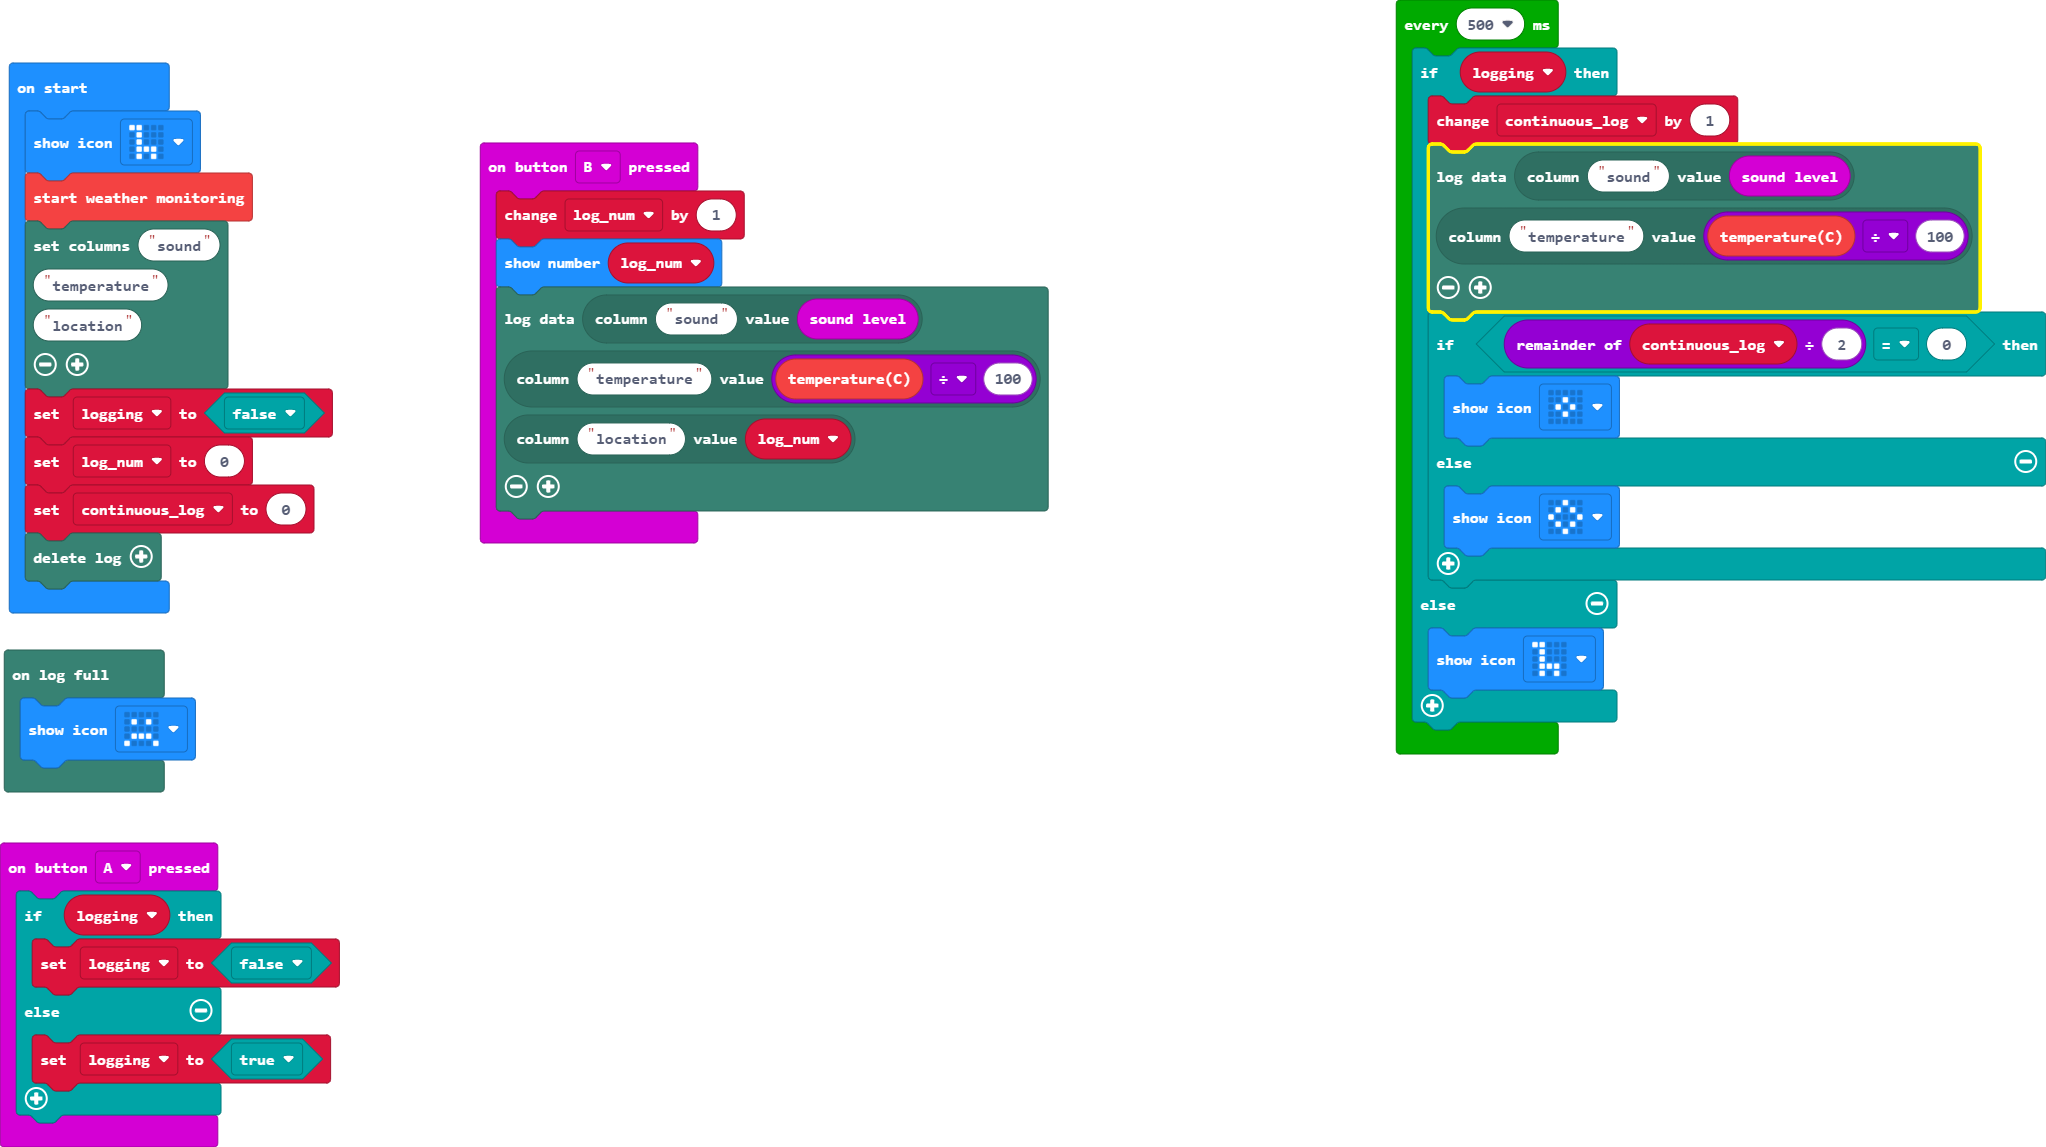 on start
show icon
start weather monitoring
set columns "sound"
"temperature"
"location"
set logging to false
set log_num to 0
set continuous_log to 0
delete log
on log full
show icon
on button A pressed
if logging then
set logging to false
else
set logging to true
on button B pressed
change log_num by 1
show number log_num
log data column "sound" value sound level
column "temperature" value temperature(C) ÷ 100
column "location" value log_num
every 500 ms
if logging then
change continuous_log by 1
log data column "sound" value sound level
column "temperature" value temperature(C) ÷ 100
if remainder of continuous_log ÷ 2 = 0 then
show icon
else
show icon
else
show icon